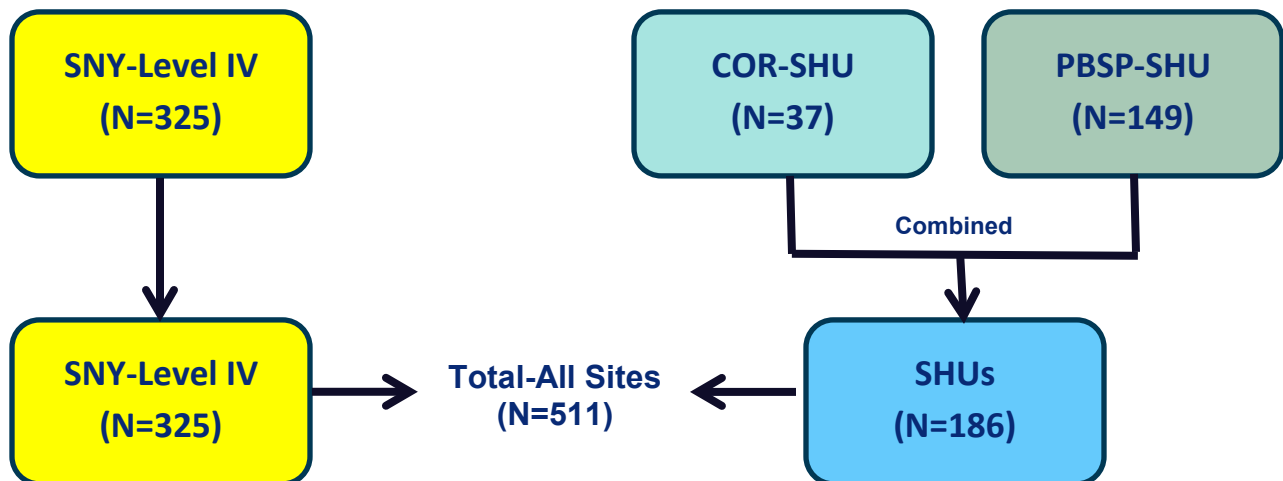 SNY-Level IV
(N=325)
COR-SHU
(N=37)
PBSP-SHU
(N=149)
Combined
SNY-Level IV
(N=325)
Total-All Sites
(N=511)
SHUs
(N=186)